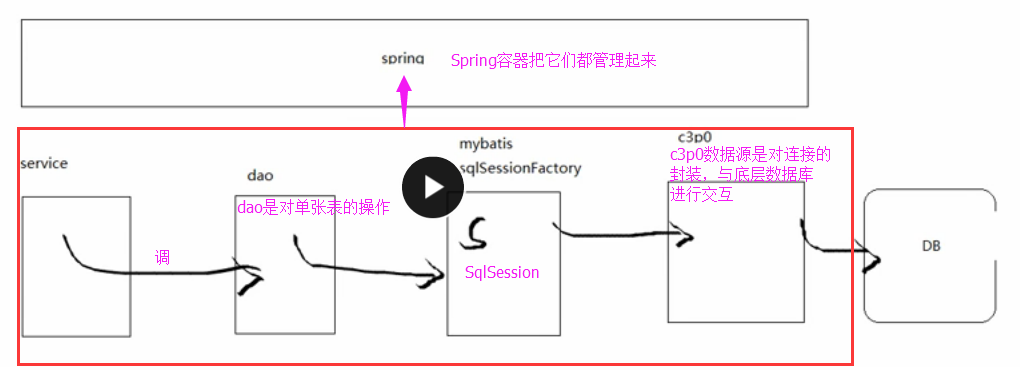 spring
Spring容器把它们都管理起来
service
dao
dao是对单张表的操作
调
mybatis
sqlSessionFactory
S
SqlSession
c3p0
c3p0数据源是对连接的
封装，与底层数据库
进行交互
DB